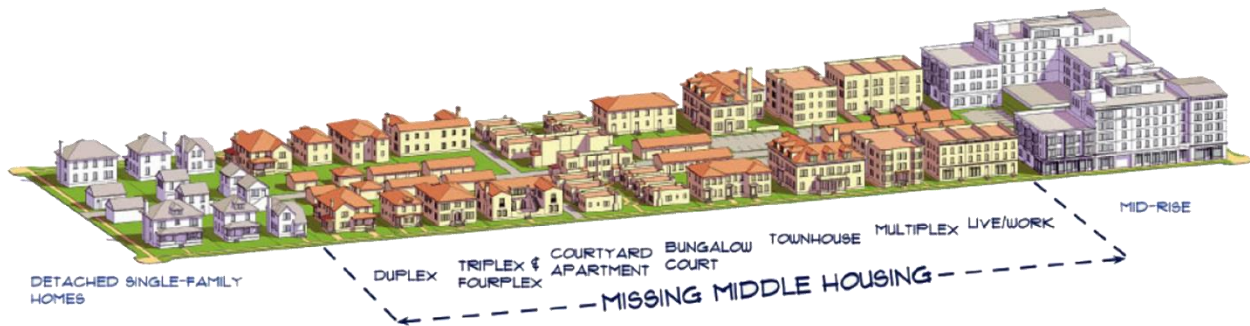 DETACHED SINGLE-FAMILY
HOMES
DUPLEX
TRIPLEX &
FOURPLEX
COURTYARD
APARTMENT
BUNGALOW
COURT
TOWNHOUSE
MULTIPLEX
LIVE/WORK
MID-RISE
MISSING MIDDLE HOUSING